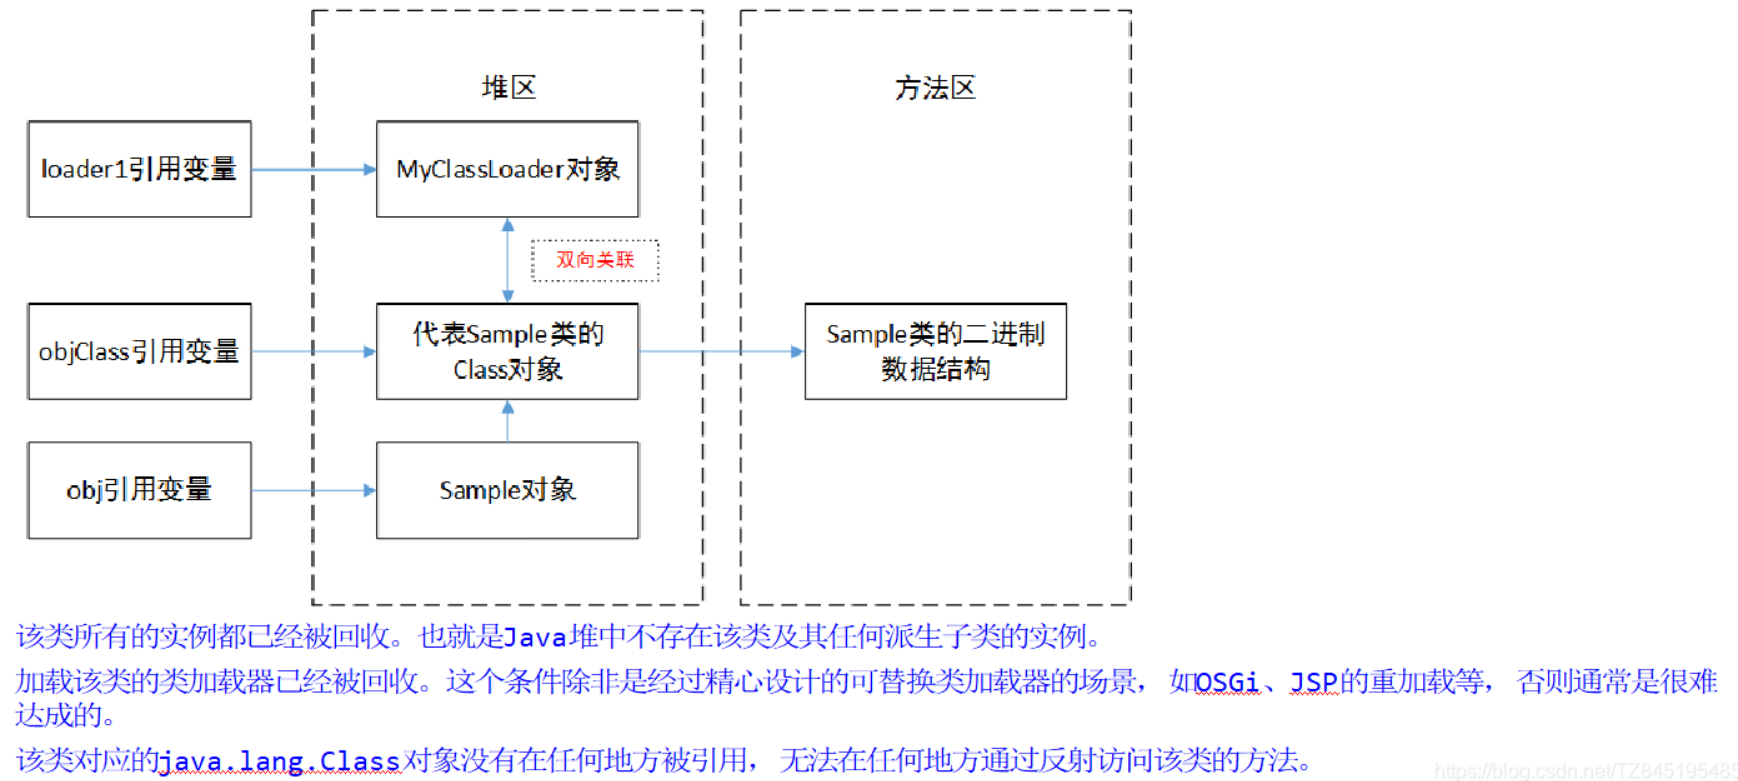 堆区
方法区
loader1引用变量
MyClassLoader对象
双向关联
objClass引用变量
代表Sample类的
Class对象
Sample类的二进制
数据结构
obj引用变量
Sample对象
该类所有的实例都已经被回收。也就是Java堆中不存在该类及其任何派生子类的实例。
加载该类的类加载器已经被回收。这个条件除非是经过精心设计的可替换类加载器的场景，如OSGi、JSP的重加载等，否则通常是很难
达成的。
该类对应的java.lang.Class对象没有在任何地方被引用，无法在任何地方通过反射访问该类的方法。
https://blog.csdn.net/TZ845195485